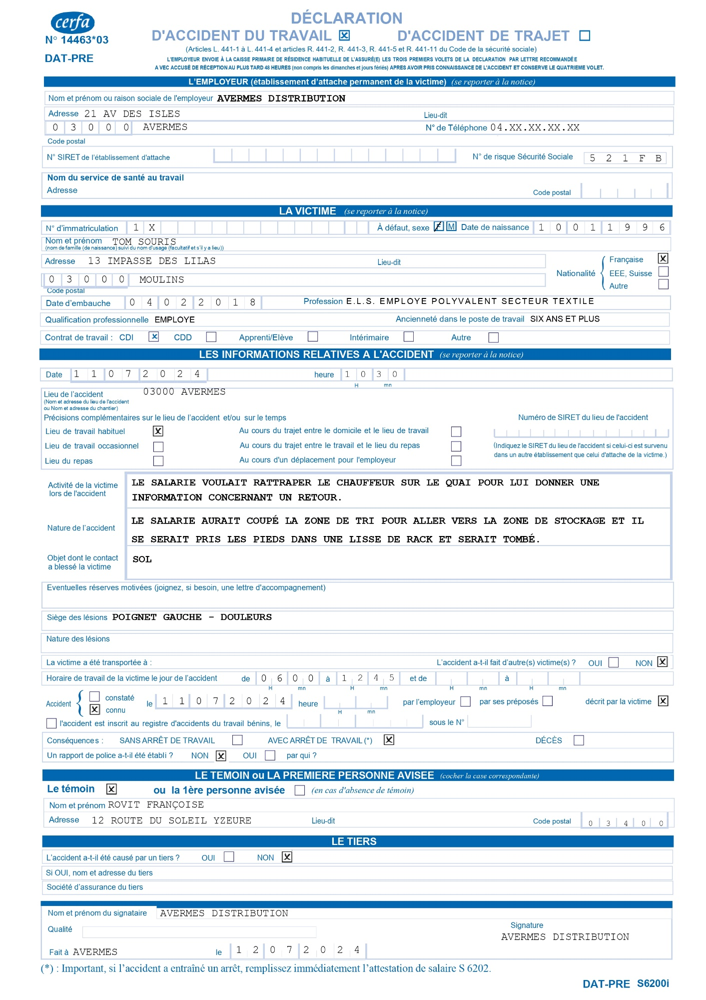 cerfa
N° 14463*03
DAT-PRE
DÉCLARATION
D'ACCIDENT DU TRAVAIL X D'ACCIDENT DE TRAJET
(Articles L. 441-1 à L. 441-4 et articles R. 441-2, R. 441-3, R. 441-5 et R. 441-11 du Code de la sécurité sociale)
L'EMPLOYEUR ENVOIE À LA CAISSE PRIMAIRE DE RÉSIDENCE HABITUELLE DE L'ASSURÉ(E) LES TROIS PREMIERS VOLETS DE LA DECLARATION PAR LETTRE RECOMMANDÉE
AVEC ACCUSÉ DE RÉCEPTION AU PLUS TARD 48 HEURES (non compris les dimanches et jours fériés) APRES AVOIR PRIS CONNAISSANCE DE L'ACCIDENT ET CONSERVE LE QUATRIEME VOLET.
L'EMPLOYEUR (établissement d'attache permanent de la victime) (se reporter à la notice)
Nom et prénom ou raison sociale de l'employeur AVERMES DISTRIBUTION
Adresse 21 AV DES ISLES Lieu-dit
0 3 0 0 0 AVERMES N° de Téléphone 04.XX.XX.XX.XX
Code postal
N° SIRET de l'établissement d'attache N° de risque Sécurité Sociale 5 2 1 F B
Nom du service de santé au travail
Adresse Code postal
LA VICTIME (se reporter à la notice)
N° d'immatriculation 1 X À défaut, sexe F M Date de naissance 1 0 0 1 1 9 9 6
Nom et prénom TOM SOURIS
(nom de famille (de naissance) suivi du nom d'usage (facultatif et s'il y a lieu))
Adresse 13 IMPASSE DES LILAS Lieu-dit
Nationalité Française X
EEE, Suisse
Autre
0 3 0 0 0 MOULINS
Code postal
Date d'embauche 0 4 0 2 2 0 1 8 Profession E.L.S. EMPLOYE POLYVALENT SECTEUR TEXTILE
Qualification professionnelle EMPLOYE Ancienneté dans le poste de travail SIX ANS ET PLUS
Contrat de travail : CDI X CDD Apprenti/Elève Intérimaire Autre
LES INFORMATIONS RELATIVES A L'ACCIDENT (se reporter à la notice)
Date 1 1 0 7 2 0 2 4 heure 1 0 3 0
H mn
Lieu de l'accident 03000 AVERMES
(Nom et adresse du lieu de l'accident
ou Nom et adresse du chantier)
Précisions complémentaires sur le lieu de l'accident et/ou sur le temps Numéro de SIRET du lieu de l'accident
Lieu de travail habituel X Au cours du trajet entre le domicile et le lieu de travail
Lieu de travail occasionnel Au cours du trajet entre le travail et le lieu du repas (Indiquez le SIRET du lieu de l'accident si celui-ci est survenu
dans un autre établissement que celui d'attache de la victime.)
Lieu du repas Au cours d'un déplacement pour l'employeur
Activité de la victime
lors de l'accident
LE SALARIE VOULAIT RATTRAPER LE CHAUFFEUR SUR LE QUAI POUR LUI DONNER UNE
INFORMATION CONCERNANT UN RETOUR.
Nature de l'accident
LE SALARIE AURAIT COUPÉ LA ZONE DE TRI POUR ALLER VERS LA ZONE DE STOCKAGE ET IL
SE SERAIT PRIS LES PIEDS DANS UNE LISSE DE RACK ET SERAIT TOMBÉ.
Objet dont le contact
a blessé la victime
SOL
Eventuelles réserves motivées (joignez, si besoin, une lettre d'accompagnement)
Siège des lésions POIGNET GAUCHE - DOULEURS
Nature des lésions
La victime a été transportée à : L'accident a-t-il fait d'autre(s) victime(s) ? OUI NON X
Horaire de travail de la victime le jour de l'accident de 0 6 0 0 à 1 2 4 5 et de à
H mn H mn H mn H mn
Accident constaté
X connu le 1 1 0 7 2 0 2 4 heure par l'employeur par ses préposés décrit par la victime X
H mn
l'accident est inscrit au registre d'accidents du travail bénins, le sous le N°
Conséquences : SANS ARRÊT DE TRAVAIL AVEC ARRÊT DE TRAVAIL (*) X DÉCÈS
Un rapport de police a-t-il été établi ? NON X OUI par qui ?
LE TEMOIN ou LA PREMIERE PERSONNE AVISEE (cocher la case correspondante)
Le témoin X ou la 1ère personne avisée (en cas d'absence de témoin)
Nom et prénom ROVIT FRANÇOISE
Adresse 12 ROUTE DU SOLEIL YZEURE Lieu-dit Code postal 0 3 4 0 0
LE TIERS
L'accident a-t-il été causé par un tiers ? OUI NON X
Si OUI, nom et adresse du tiers
Société d'assurance du tiers
Nom et prénom du signataire AVERMES DISTRIBUTION
Qualité Signature
AVERMES DISTRIBUTION
Fait à AVERMES le 1 2 0 7 2 0 2 4
(*) : Important, si l'accident a entraîné un arrêt, remplissez immédiatement l'attestation de salaire S 6202.
DAT-PRE S6200i